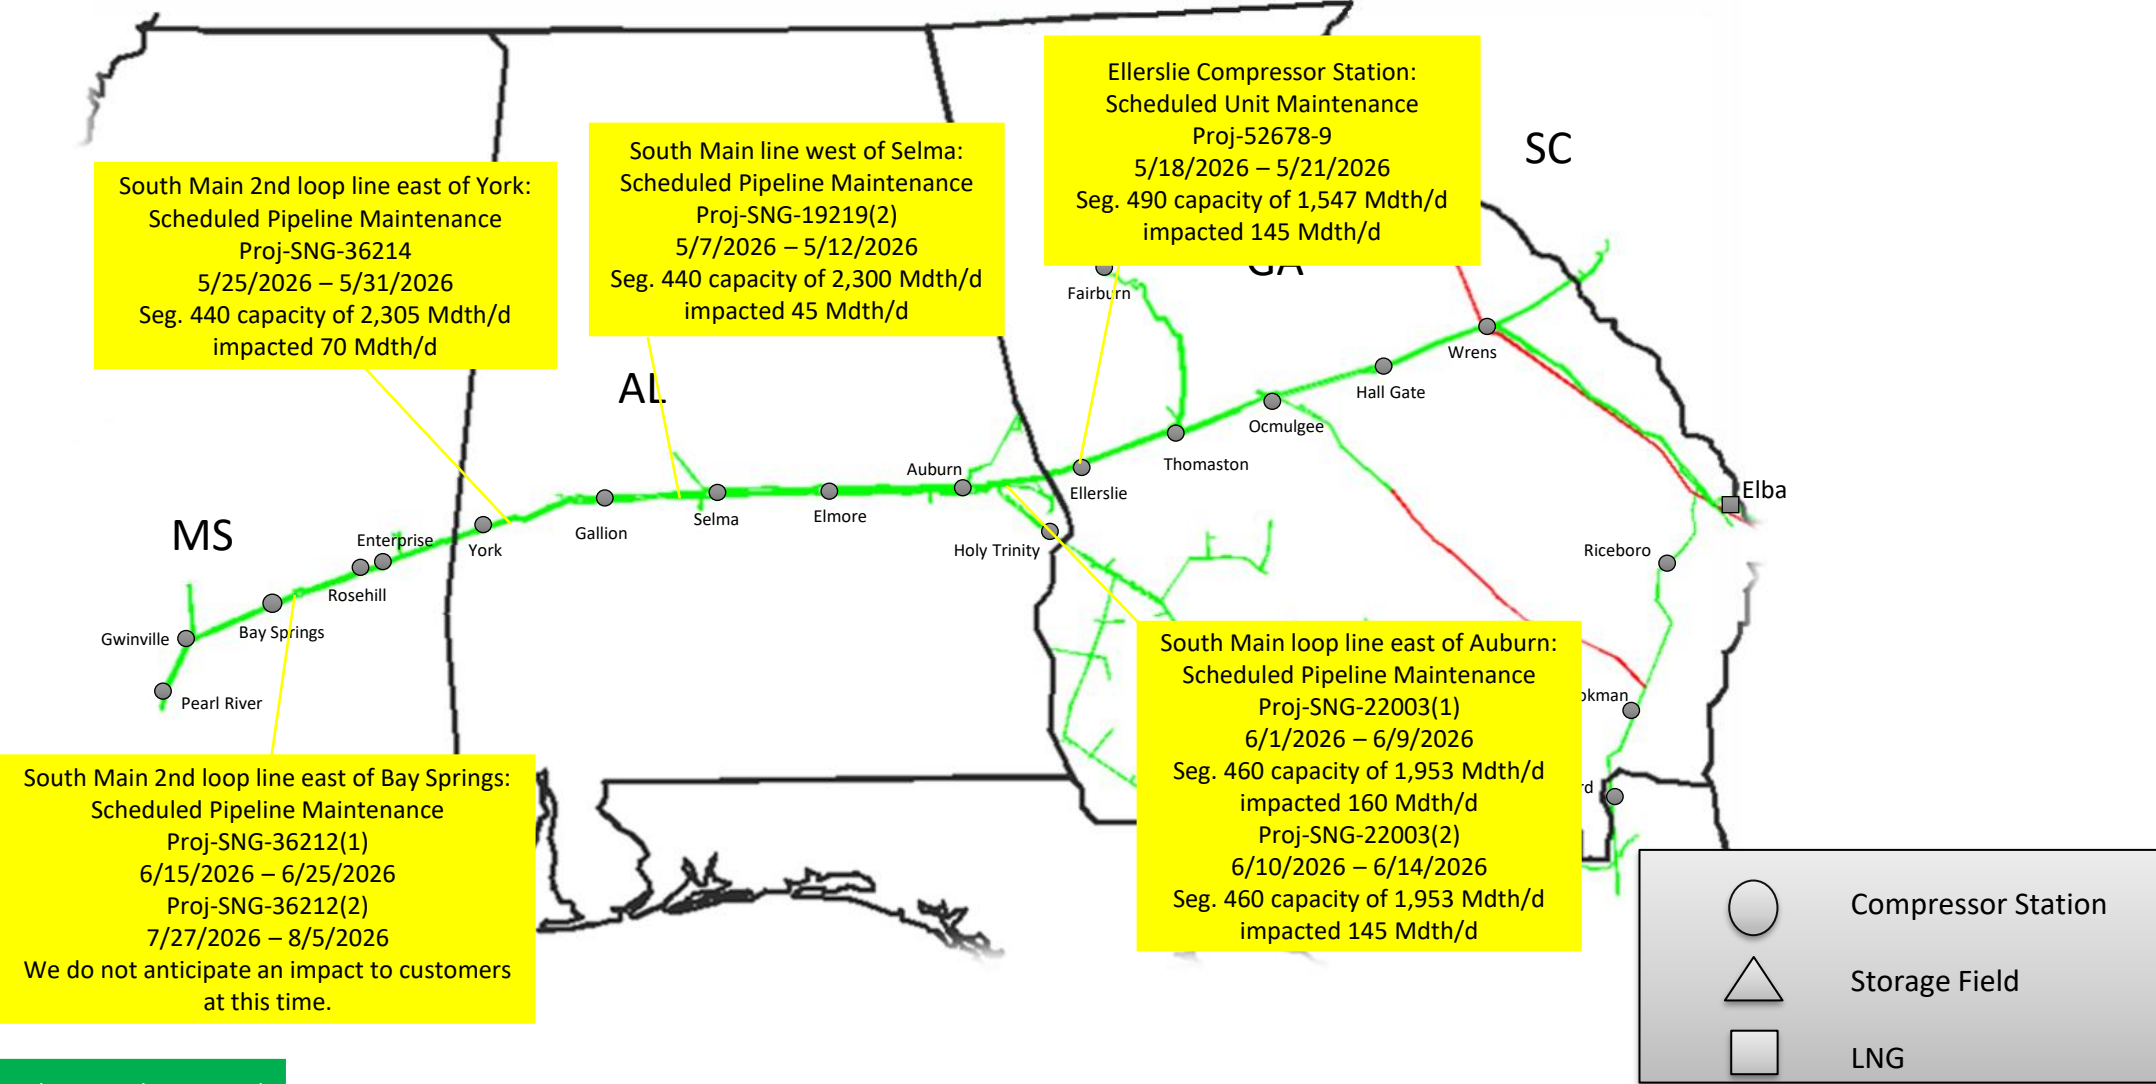 Ellerslie Compressor Station:
Scheduled Unit Maintenance
Proj-52678-9
5/18/2026 – 5/21/2026
Seg. 490 capacity of 1,547 Mdth/d
impacted 145 Mdth/d
SC
South Main line west of Selma:
Scheduled Pipeline Maintenance
Proj-SNG-19219(2)
5/7/2026 – 5/12/2026
Seg. 440 capacity of 2,300 Mdth/d
impacted 45 Mdth/d
South Main 2nd loop line east of York:
Scheduled Pipeline Maintenance
Proj-SNG-36214
5/25/2026 – 5/31/2026
Seg. 440 capacity of 2,305 Mdth/d
impacted 70 Mdth/d
GA
Fairburn
Wrens
Hall Gate
AL
Ocmulgee
Thomaston
Auburn
Ellerslie
Elba
Selma
Elmore
Gallion
MS
Enterprise
York
Holy Trinity
Riceboro
Rosehill
Bay Springs
Gwinville
Pearl River
South Main loop line east of Auburn:
Scheduled Pipeline Maintenance
Proj-SNG-22003(1)
6/1/2026 – 6/9/2026
Seg. 460 capacity of 1,953 Mdth/d
impacted 160 Mdth/d
Proj-SNG-22003(2)
6/10/2026 – 6/14/2026
Seg. 460 capacity of 1,953 Mdth/d
impacted 145 Mdth/d
South Main 2nd loop line east of Bay Springs:
Scheduled Pipeline Maintenance
Proj-SNG-36212(1)
6/15/2026 – 6/25/2026
Proj-SNG-36212(2)
7/27/2026 – 8/5/2026
We do not anticipate an impact to customers
at this time.
Compressor Station
Storage Field
LNG